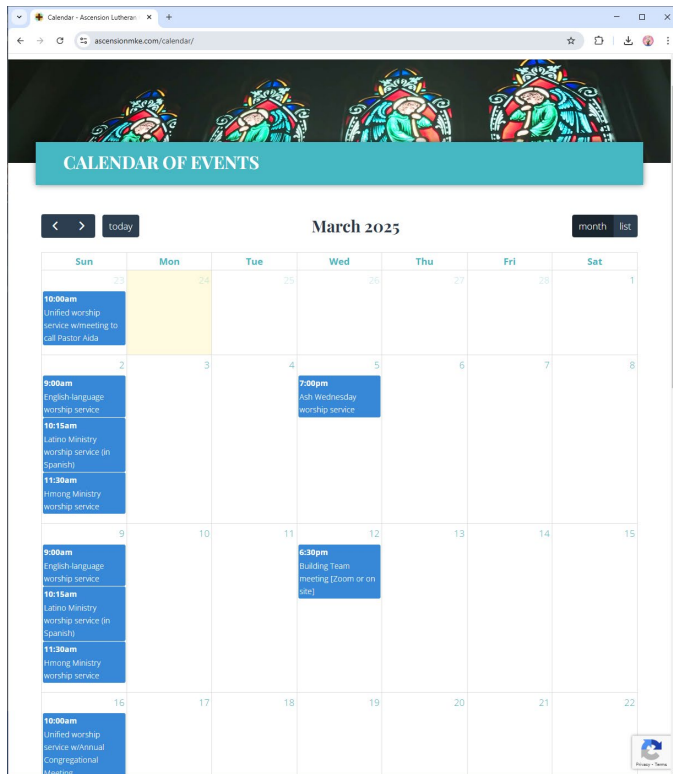 Calendar - Ascension Lutheran
ascensionmke.com/calendar/
CALENDAR OF EVENTS
today
March 2025
month list
Sun Mon Tue Wed Thu Fri Sat
23 24 25 26 27 28 1
10:00am
Unified worship
service w/meeting to
call Pastor Aida
2 3 4 5 6 7 8
9:00am
English-language
worship service
10:15am
Latino Ministry
worship service (in
Spanish)
11:30am
Hmong Ministry
worship service
7:00pm
Ash Wednesday
worship service
9 10 11 12 13 14 15
9:00am
English-language
worship service
10:15am
Latino Ministry
worship service (in
Spanish)
11:30am
Hmong Ministry
worship service
6:30pm
Building Team
meeting [Zoom or on
site]
16 17 18 19 20 21 22
10:00am
Unified worship
service w/Annual
Congregational
Meeting
Privacy - Terms